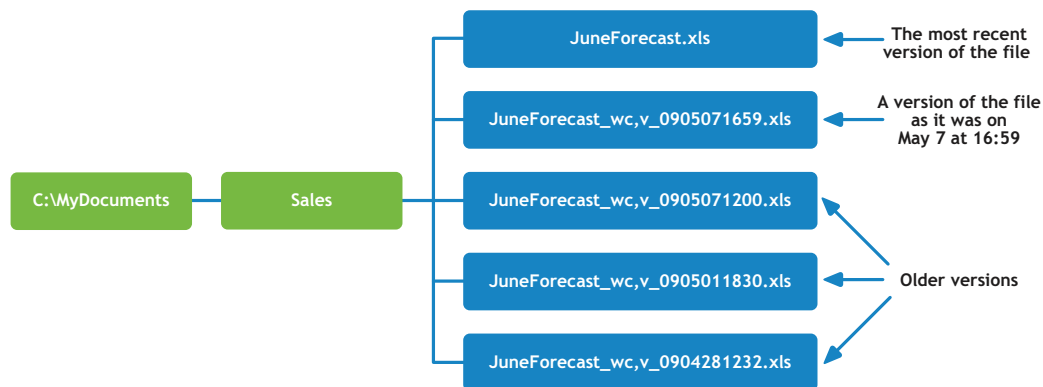 JuneForecast.xls
The most recent
version of the file
JuneForecast_wc,v_0905071659.xls
A version of the file
as it was on
May 7 at 16:59
C:\MyDocuments
Sales
JuneForecast_wc,v_0905071200.xls
JuneForecast_wc,v_0905011830.xls
Older versions
JuneForecast_wc,v_0904281232.xls